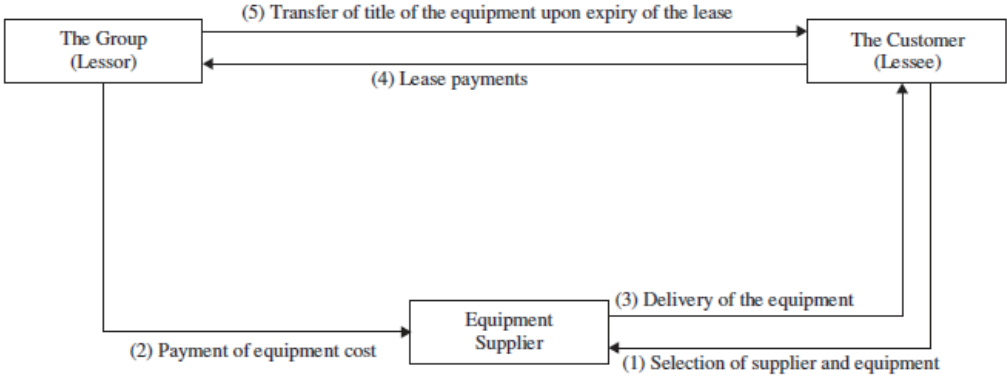 (5) Transfer of title of the equipment upon expiry of the lease
The Group
(Lessor)
The Customer
(Lessee)
(4) Lease payments
(3) Delivery of the equipment
Equipment
Supplier
(2) Payment of equipment cost
(1) Selection of supplier and equipment